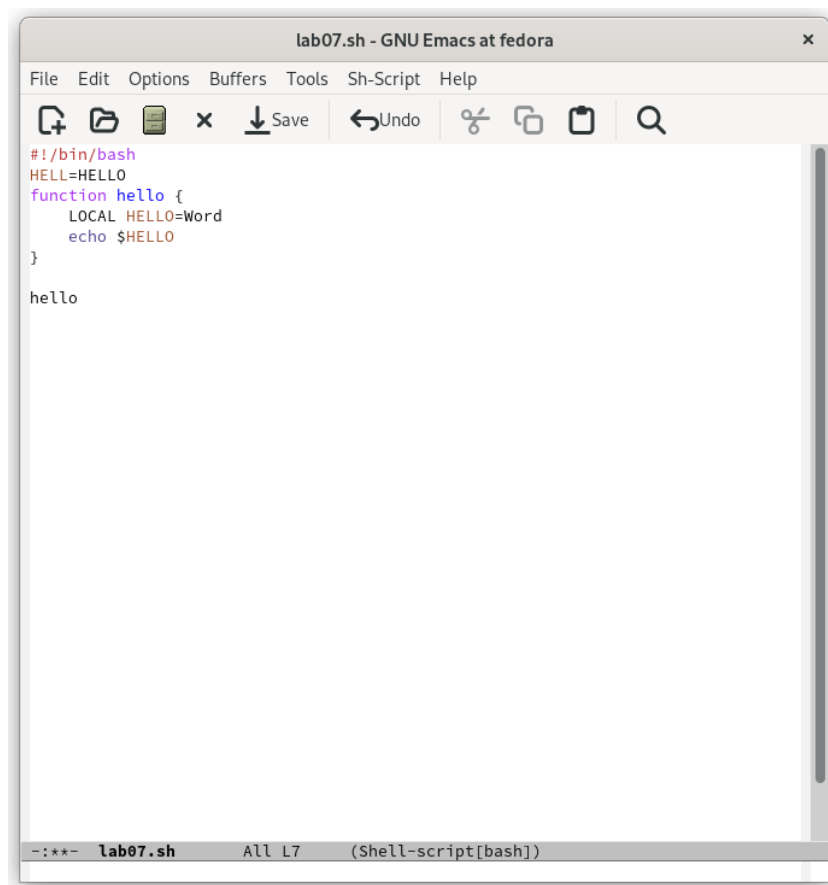 lab07.sh - GNU Emacs at fedora
File Edit Options Buffers Tools Sh-Script Help
Save Undo
#!/bin/bash
HELL=HELLO
function hello {
    LOCAL HELLO=Word
    echo $HELLO
}
hello
-:**- lab07.sh All L7 (Shell-script[bash])